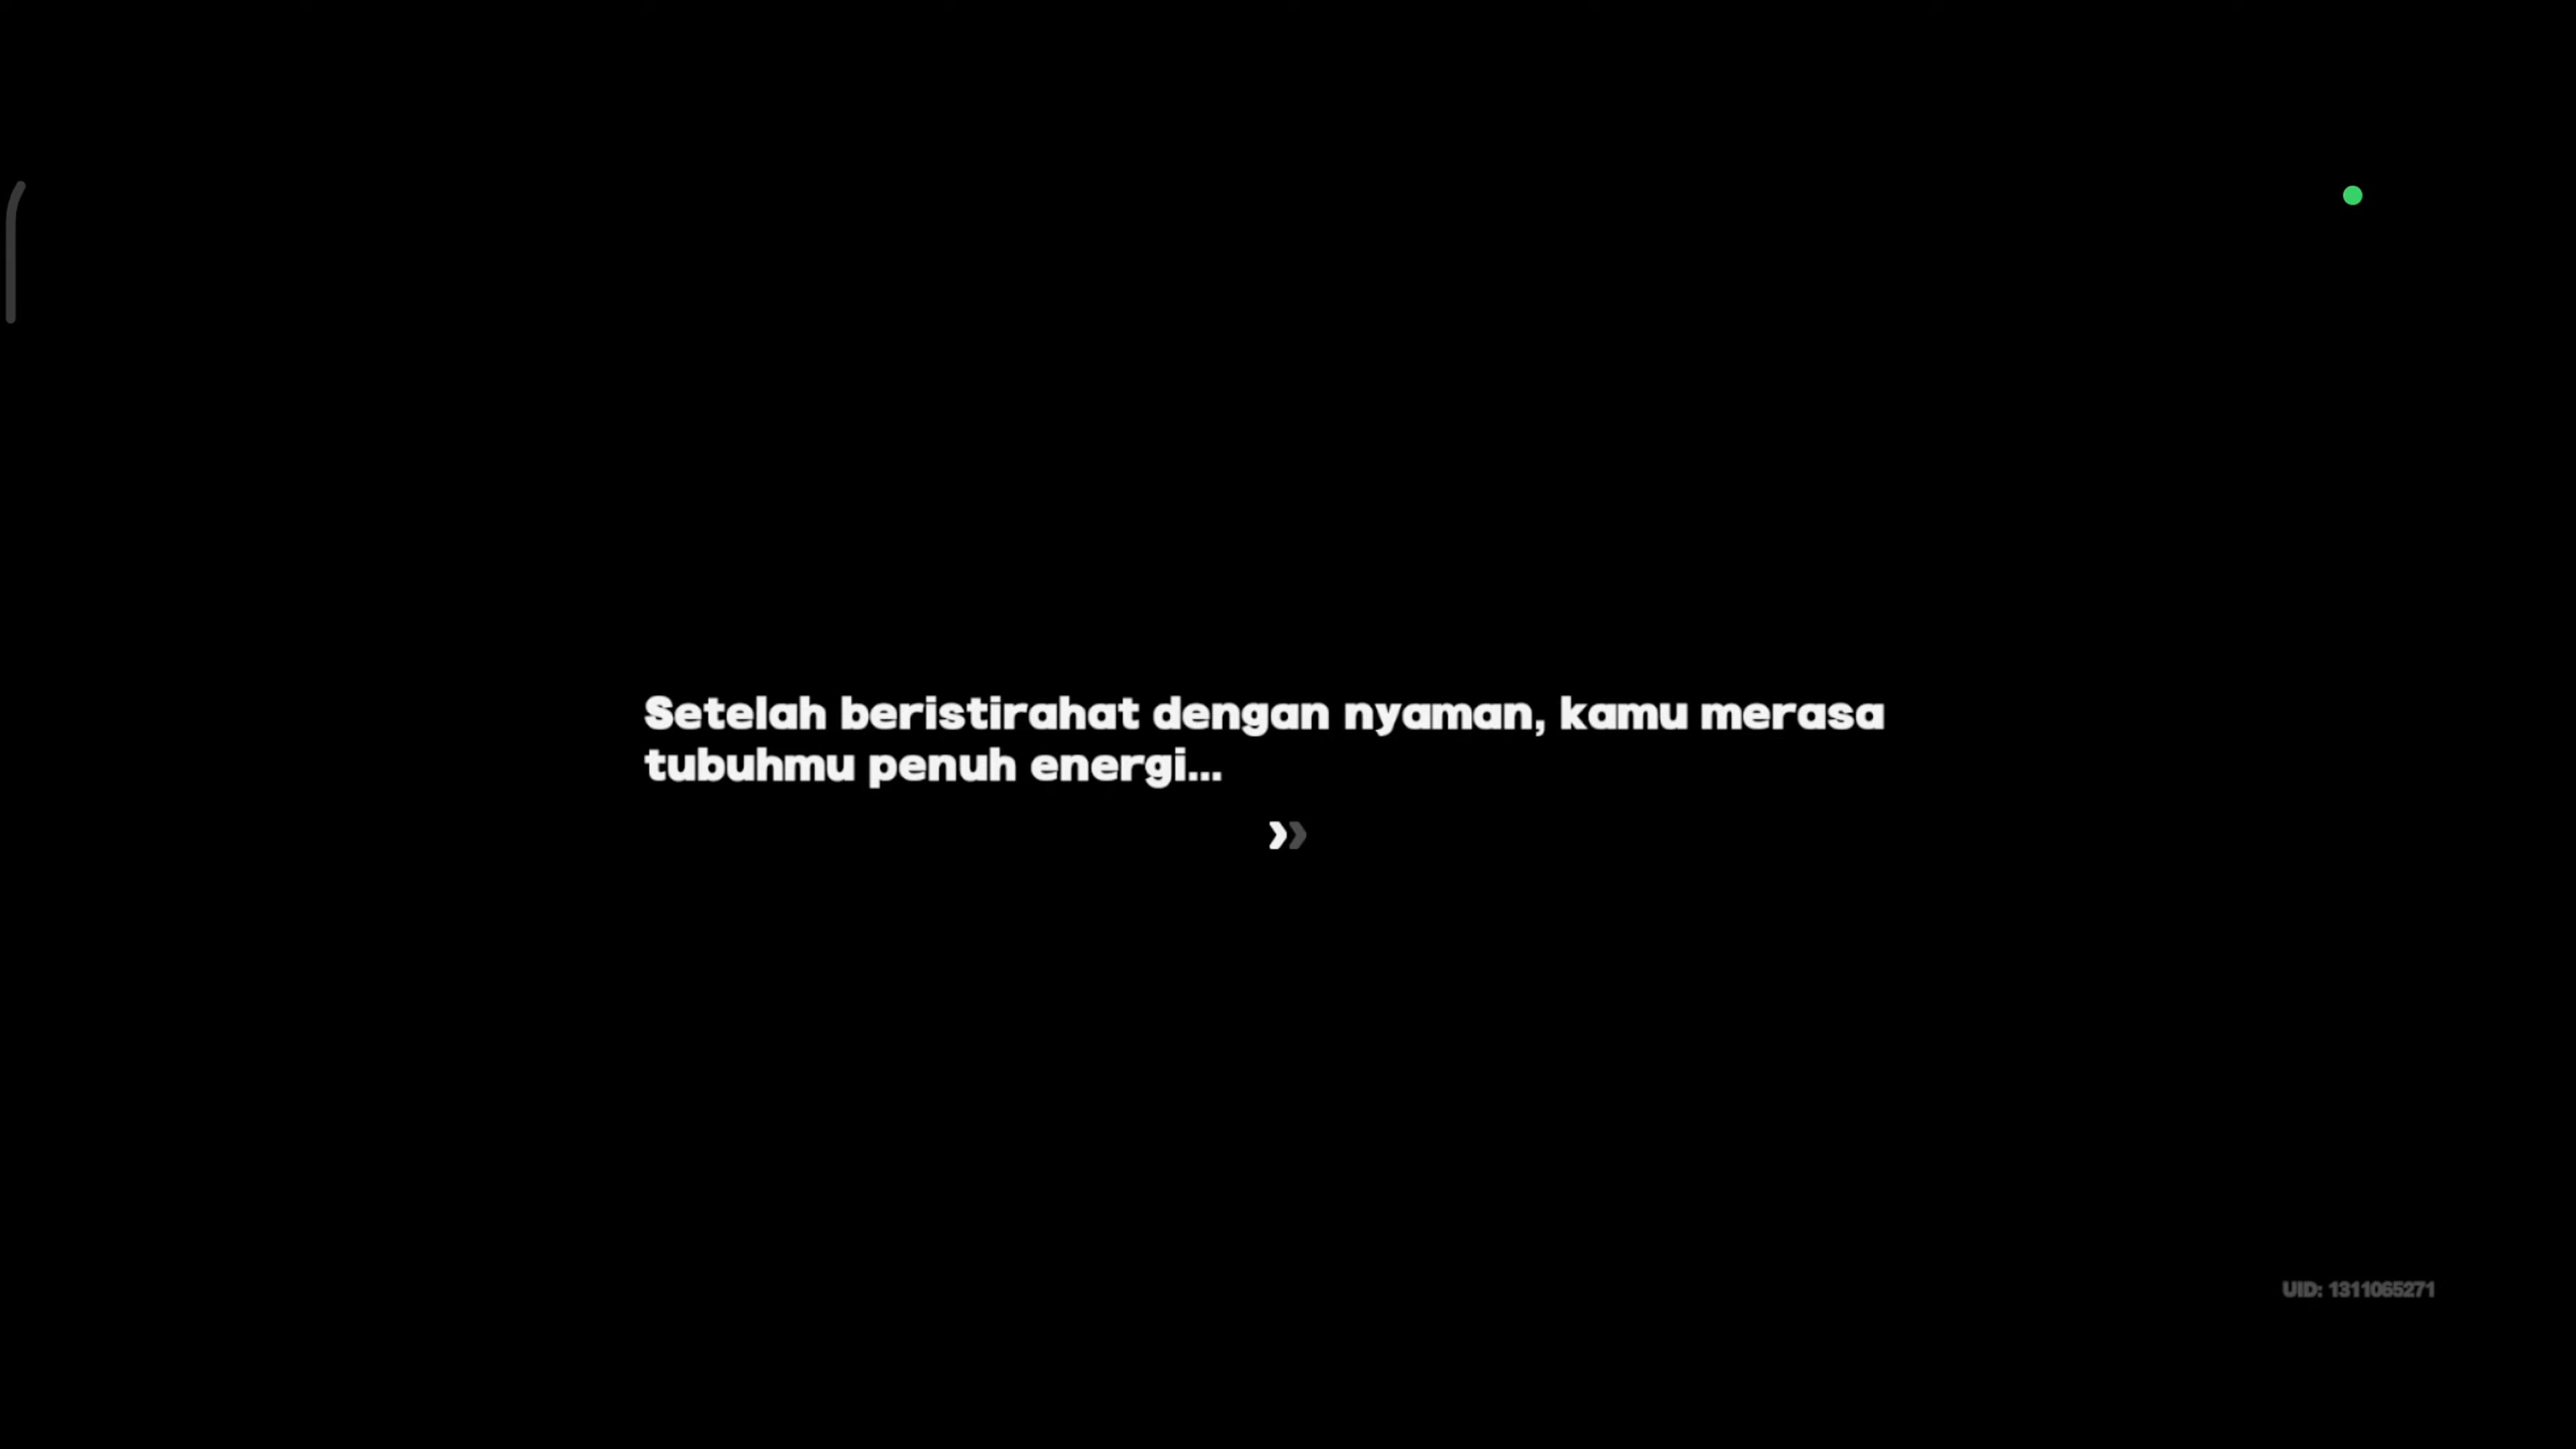 Setelah beristirahat dengan nyaman, kamu merasa
tubuhmu penuh energi...
UID: 1311065271